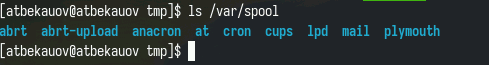 [atbekauov@atbekauov tmp]$ ls /var/spool
abrt abrt-upload anacron at cron cups lpd mail plymouth
[atbekauov@atbekauov tmp]$